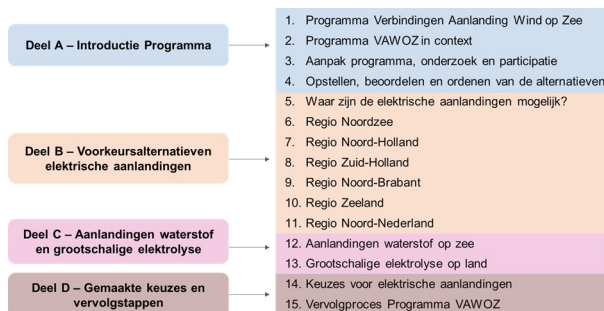 Deel A – Introductie Programma
1. Programma Verbindingen Aanlanding Wind op Zee
2. Programma VAWOZ in context
3. Aanpak programma, onderzoek en participatie
4. Opstellen, beoordelen en ordenen van de alternatieven
Deel B – Voorkeursalternatieven
elektrische aanlandingen
5. Waar zijn de elektrische aanlandingen mogelijk?
6. Regio Noordzee
7. Regio Noord-Holland
8. Regio Zuid-Holland
9. Regio Noord-Brabant
10. Regio Zeeland
11. Regio Noord-Nederland
Deel C – Aanlandingen waterstof
en grootschalige elektrolyse
12. Aanlandingen waterstof op zee
13. Grootschalige elektrolyse op land
Deel D – Gemaakte keuzes en
vervolgstappen
14. Keuzes voor elektrische aanlandingen
15. Vervolgproces Programma VAWOZ